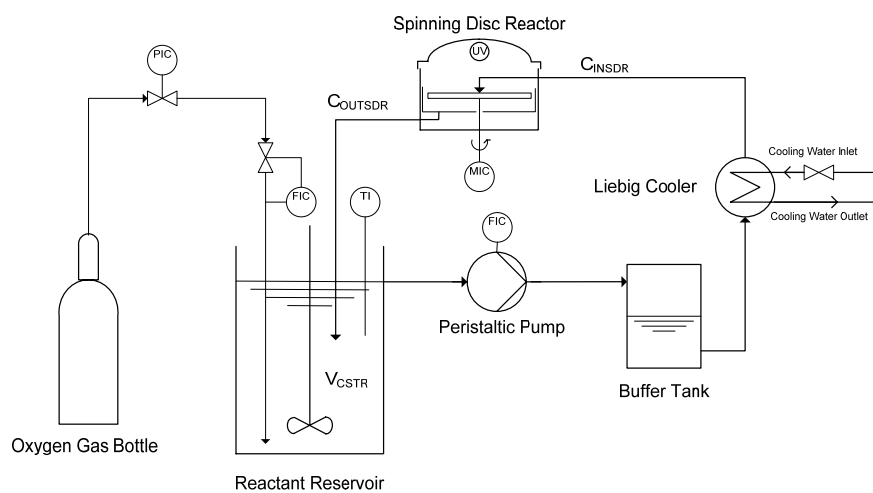 Spinning Disc Reactor
PIC
UV
CINSDR
COUTSDR
MIC
Cooling Water Inlet
Liebig Cooler
Cooling Water Outlet
FIC
TI
FIC
Peristaltic Pump
VCSTR
Buffer Tank
Oxygen Gas Bottle
Reactant Reservoir